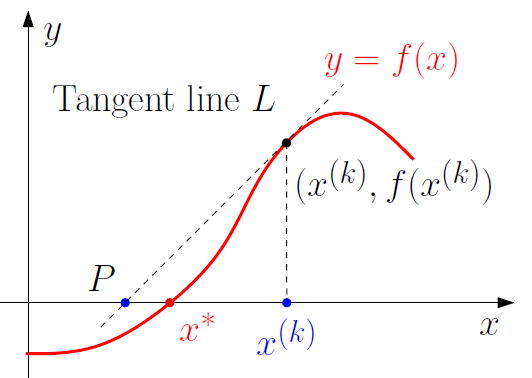 y
y = f(x)
Tangent line L
(x^{(k)}, f(x^{(k)})
P
x*
x^{(k)}
x